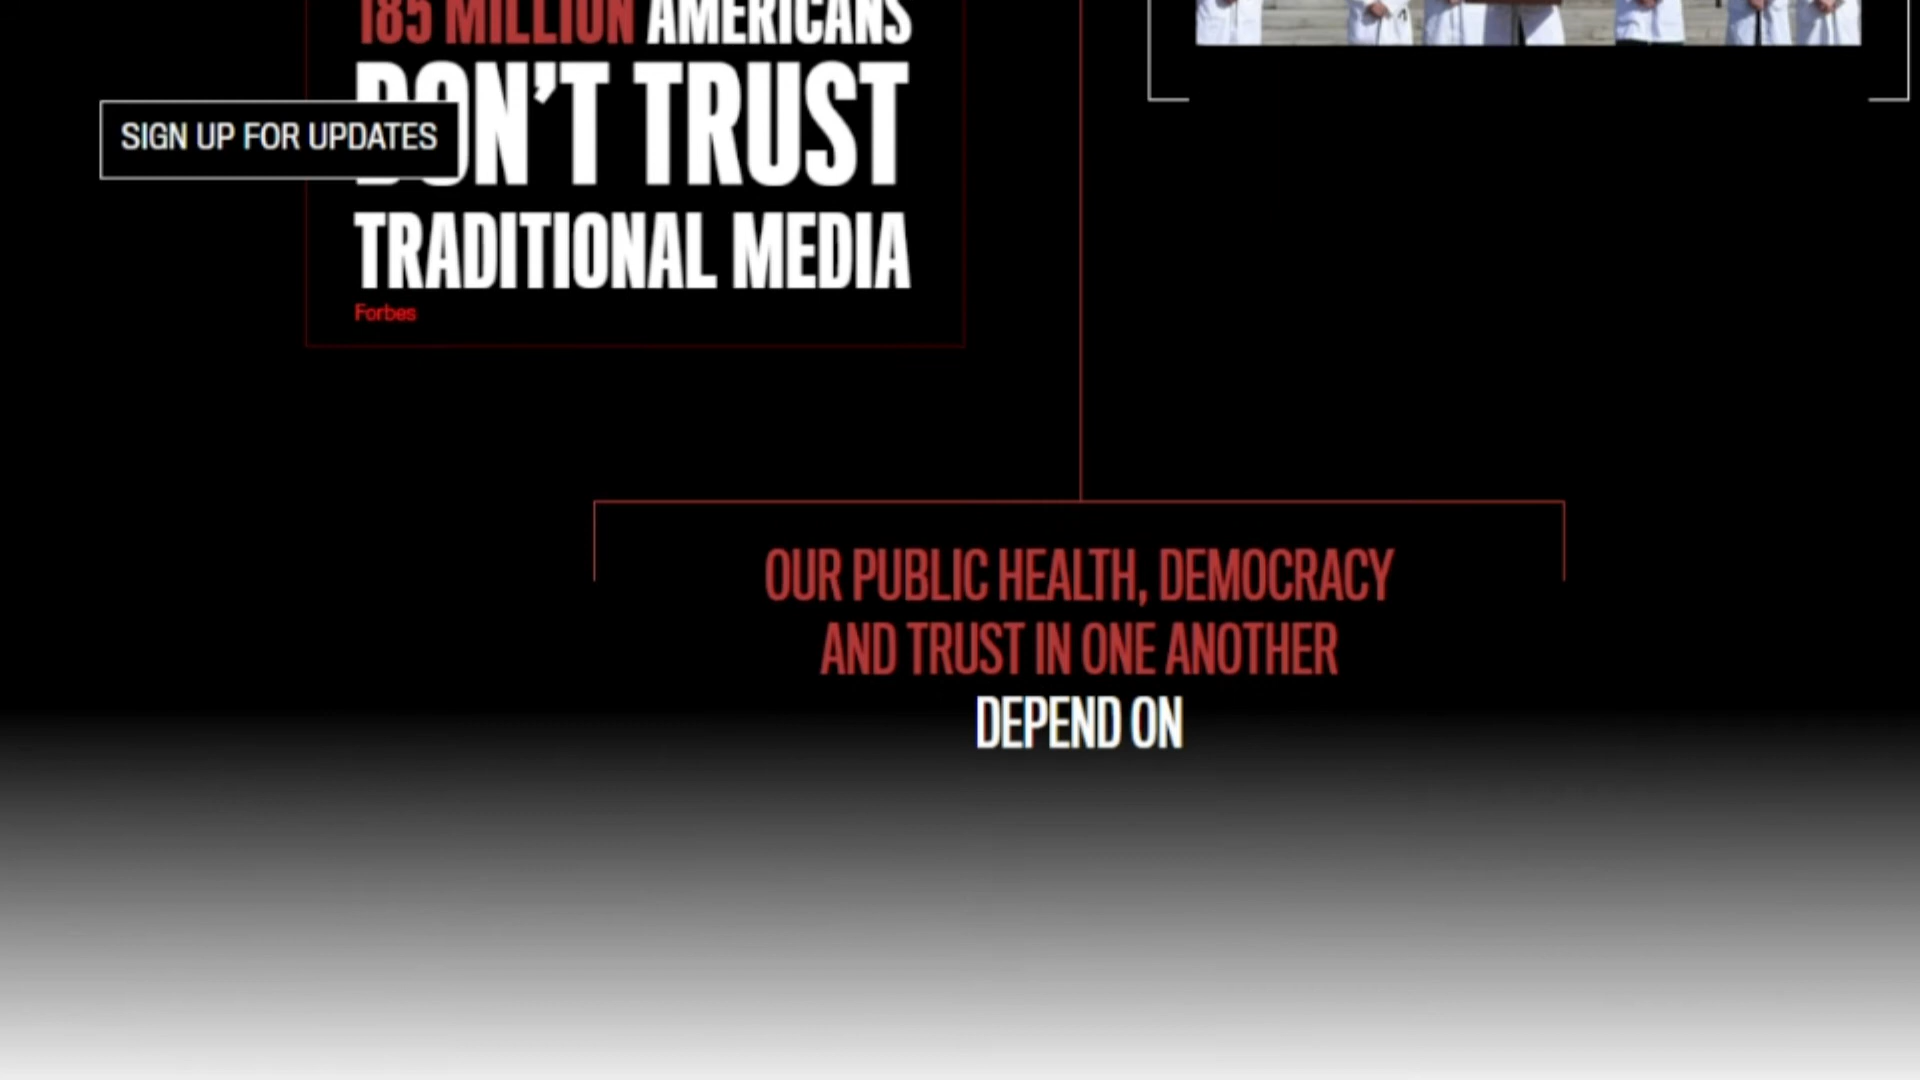 185 MILLION AMERICANS
DON'T TRUST
SIGN UP FOR UPDATES
TRADITIONAL MEDIA
Forbes
OUR PUBLIC HEALTH, DEMOCRACY
AND TRUST IN ONE ANOTHER
DEPEND ON